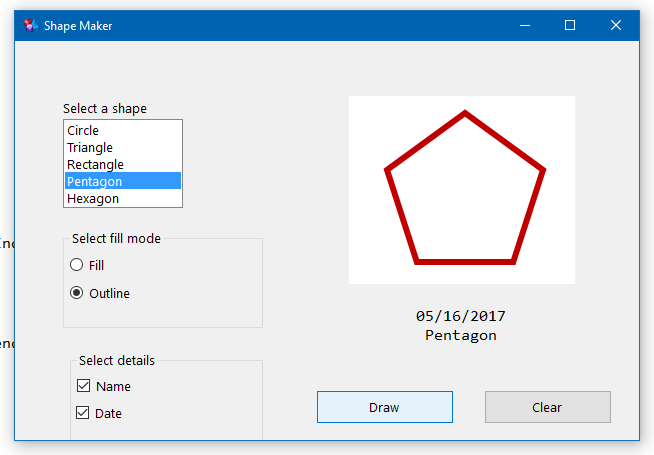 Shape Maker
Select a shape
Circle
Triangle
Rectangle
Pentagon
Hexagon
Select fill mode
Fill
Outline
Select details
Name
Date
05/16/2017
Pentagon
Draw
Clear